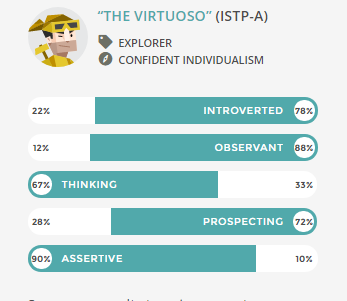 “THE VIRTUOSO” (ISTP-A)
EXPLORER
CONFIDENT INDIVIDUALISM
22% INTROVERTED 78%
12% OBSERVANT 88%
67% THINKING 33%
28% PROSPECTING 72%
90% ASSERTIVE 10%